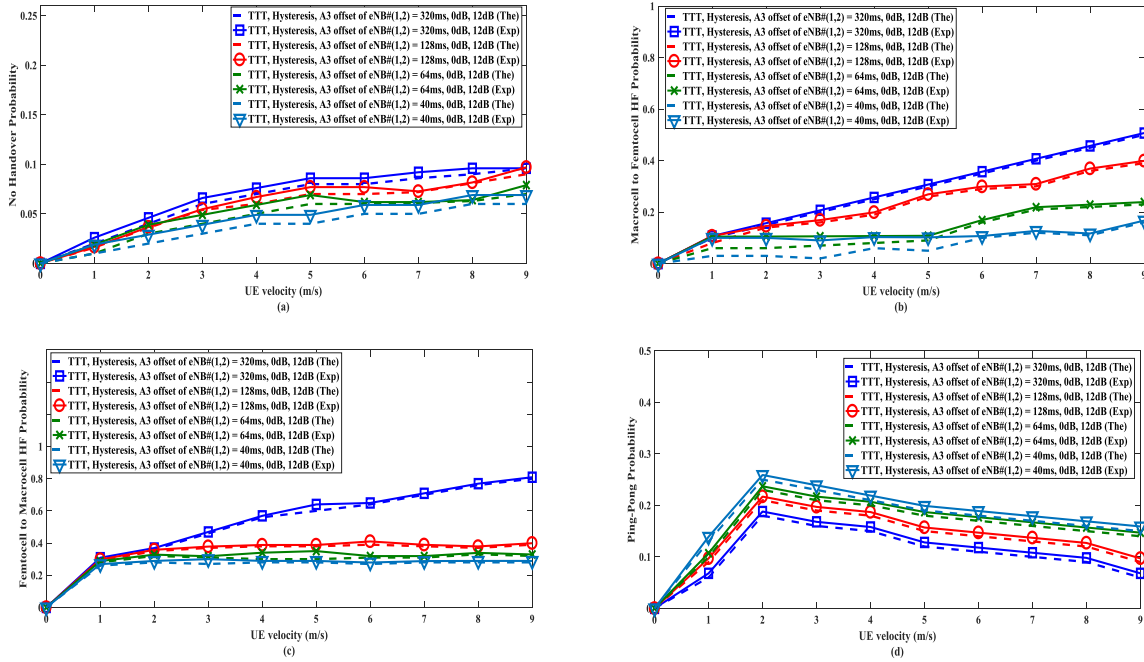 (a)
TTT, Hysteresis, A3 offset of eNB#(1,2) = 320ms, 0dB, 12dB (The)
TTT, Hysteresis, A3 offset of eNB#(1,2) = 320ms, 0dB, 12dB (Exp)
TTT, Hysteresis, A3 offset of eNB#(1,2) = 128ms, 0dB, 12dB (The)
TTT, Hysteresis, A3 offset of eNB#(1,2) = 128ms, 0dB, 12dB (Exp)
TTT, Hysteresis, A3 offset of eNB#(1,2) = 64ms, 0dB, 12dB (The)
TTT, Hysteresis, A3 offset of eNB#(1,2) = 64ms, 0dB, 12dB (Exp)
TTT, Hysteresis, A3 offset of eNB#(1,2) = 40ms, 0dB, 12dB (The)
TTT, Hysteresis, A3 offset of eNB#(1,2) = 40ms, 0dB, 12dB (Exp)
No Handover Probability
0.25
0.2
0.15
0.1
0.05
0 1 2 3 4 5 6 7 8 9
UE velocity (m/s)
(a)
TTT, Hysteresis, A3 offset of eNB#(1,2) = 320ms, 0dB, 12dB (The)
TTT, Hysteresis, A3 offset of eNB#(1,2) = 320ms, 0dB, 12dB (Exp)
TTT, Hysteresis, A3 offset of eNB#(1,2) = 128ms, 0dB, 12dB (The)
TTT, Hysteresis, A3 offset of eNB#(1,2) = 128ms, 0dB, 12dB (Exp)
TTT, Hysteresis, A3 offset of eNB#(1,2) = 64ms, 0dB, 12dB (The)
TTT, Hysteresis, A3 offset of eNB#(1,2) = 64ms, 0dB, 12dB (Exp)
TTT, Hysteresis, A3 offset of eNB#(1,2) = 40ms, 0dB, 12dB (The)
TTT, Hysteresis, A3 offset of eNB#(1,2) = 40ms, 0dB, 12dB (Exp)
Macrocell to Femtocell HF Probability
1
0.8
0.6
0.4
0.2
0 1 2 3 4 5 6 7 8 9
UE velocity (m/s)
(b)
TTT, Hysteresis, A3 offset of eNB#(1,2) = 320ms, 0dB, 12dB (The)
TTT, Hysteresis, A3 offset of eNB#(1,2) = 320ms, 0dB, 12dB (Exp)
TTT, Hysteresis, A3 offset of eNB#(1,2) = 128ms, 0dB, 12dB (The)
TTT, Hysteresis, A3 offset of eNB#(1,2) = 128ms, 0dB, 12dB (Exp)
TTT, Hysteresis, A3 offset of eNB#(1,2) = 64ms, 0dB, 12dB (The)
TTT, Hysteresis, A3 offset of eNB#(1,2) = 64ms, 0dB, 12dB (Exp)
TTT, Hysteresis, A3 offset of eNB#(1,2) = 40ms, 0dB, 12dB (The)
TTT, Hysteresis, A3 offset of eNB#(1,2) = 40ms, 0dB, 12dB (Exp)
Femtocell to Macrocell HF Probability
1
0.8
0.6
0.4
0.2
0 1 2 3 4 5 6 7 8 9
UE velocity (m/s)
(c)
TTT, Hysteresis, A3 offset of eNB#(1,2) = 320ms, 0dB, 12dB (The)
TTT, Hysteresis, A3 offset of eNB#(1,2) = 320ms, 0dB, 12dB (Exp)
TTT, Hysteresis, A3 offset of eNB#(1,2) = 128ms, 0dB, 12dB (The)
TTT, Hysteresis, A3 offset of eNB#(1,2) = 128ms, 0dB, 12dB (Exp)
TTT, Hysteresis, A3 offset of eNB#(1,2) = 64ms, 0dB, 12dB (The)
TTT, Hysteresis, A3 offset of eNB#(1,2) = 64ms, 0dB, 12dB (Exp)
TTT, Hysteresis, A3 offset of eNB#(1,2) = 40ms, 0dB, 12dB (The)
TTT, Hysteresis, A3 offset of eNB#(1,2) = 40ms, 0dB, 12dB (Exp)
Ping-Pong Probability
0.5
0.4
0.3
0.2
0.1
0
0 1 2 3 4 5 6 7 8 9
UE velocity (m/s)
(d)